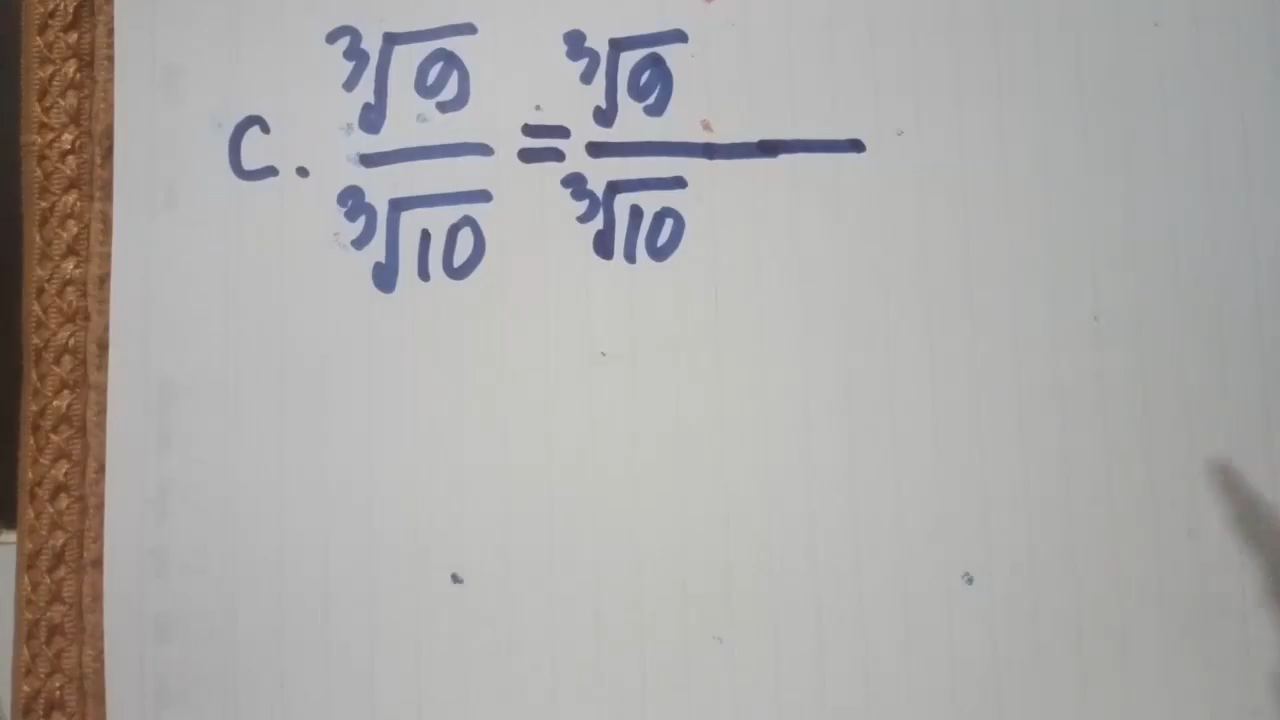 C. ∛9 / ∛10 = ∛9 / ∛10